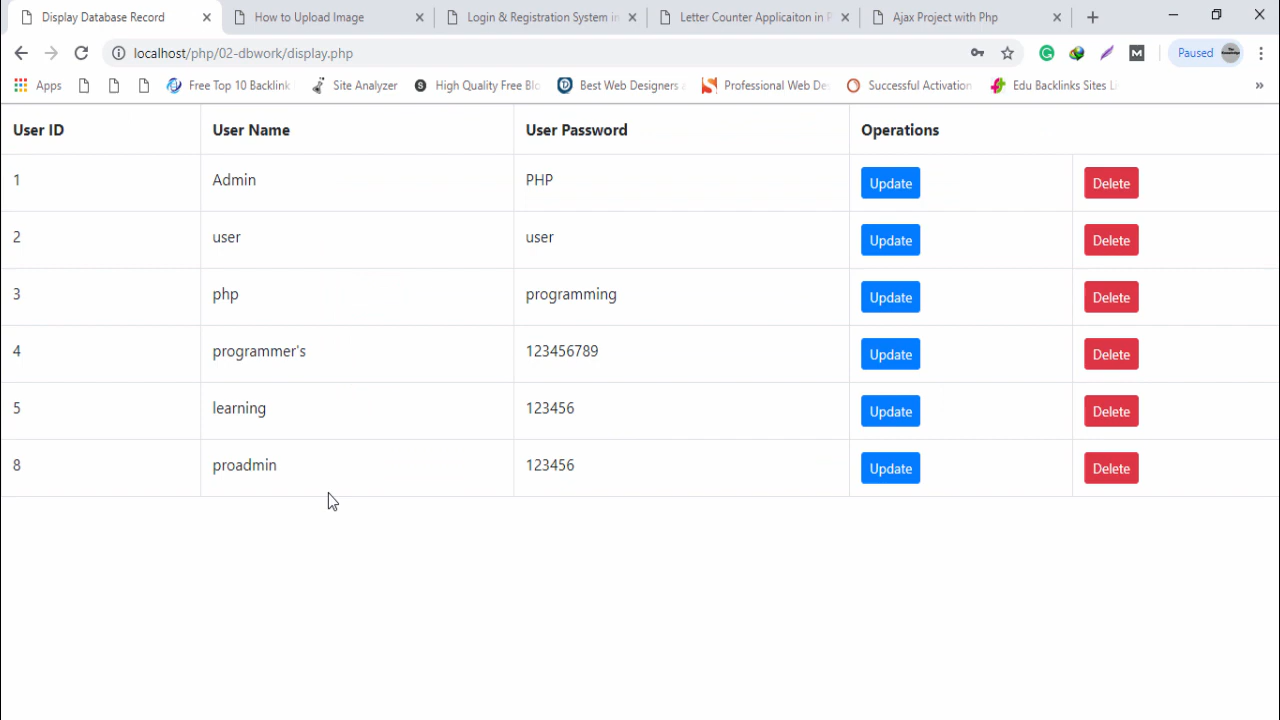 Display Database Record How to Upload Image Login & Registration System in Letter Counter Applicaiton in P Ajax Project with Php
localhost/php/02-dbwork/display.php Paused
Apps Free Top 10 Backlink Site Analyzer High Quality Free Blo Best Web Designers Professional Web De Successful Activation Edu Backlinks Sites Li
User ID User Name User Password Operations
1 Admin PHP Update Delete
2 user user Update Delete
3 php programming Update Delete
4 programmer's 123456789 Update Delete
5 learning 123456 Update Delete
8 proadmin 123456 Update Delete